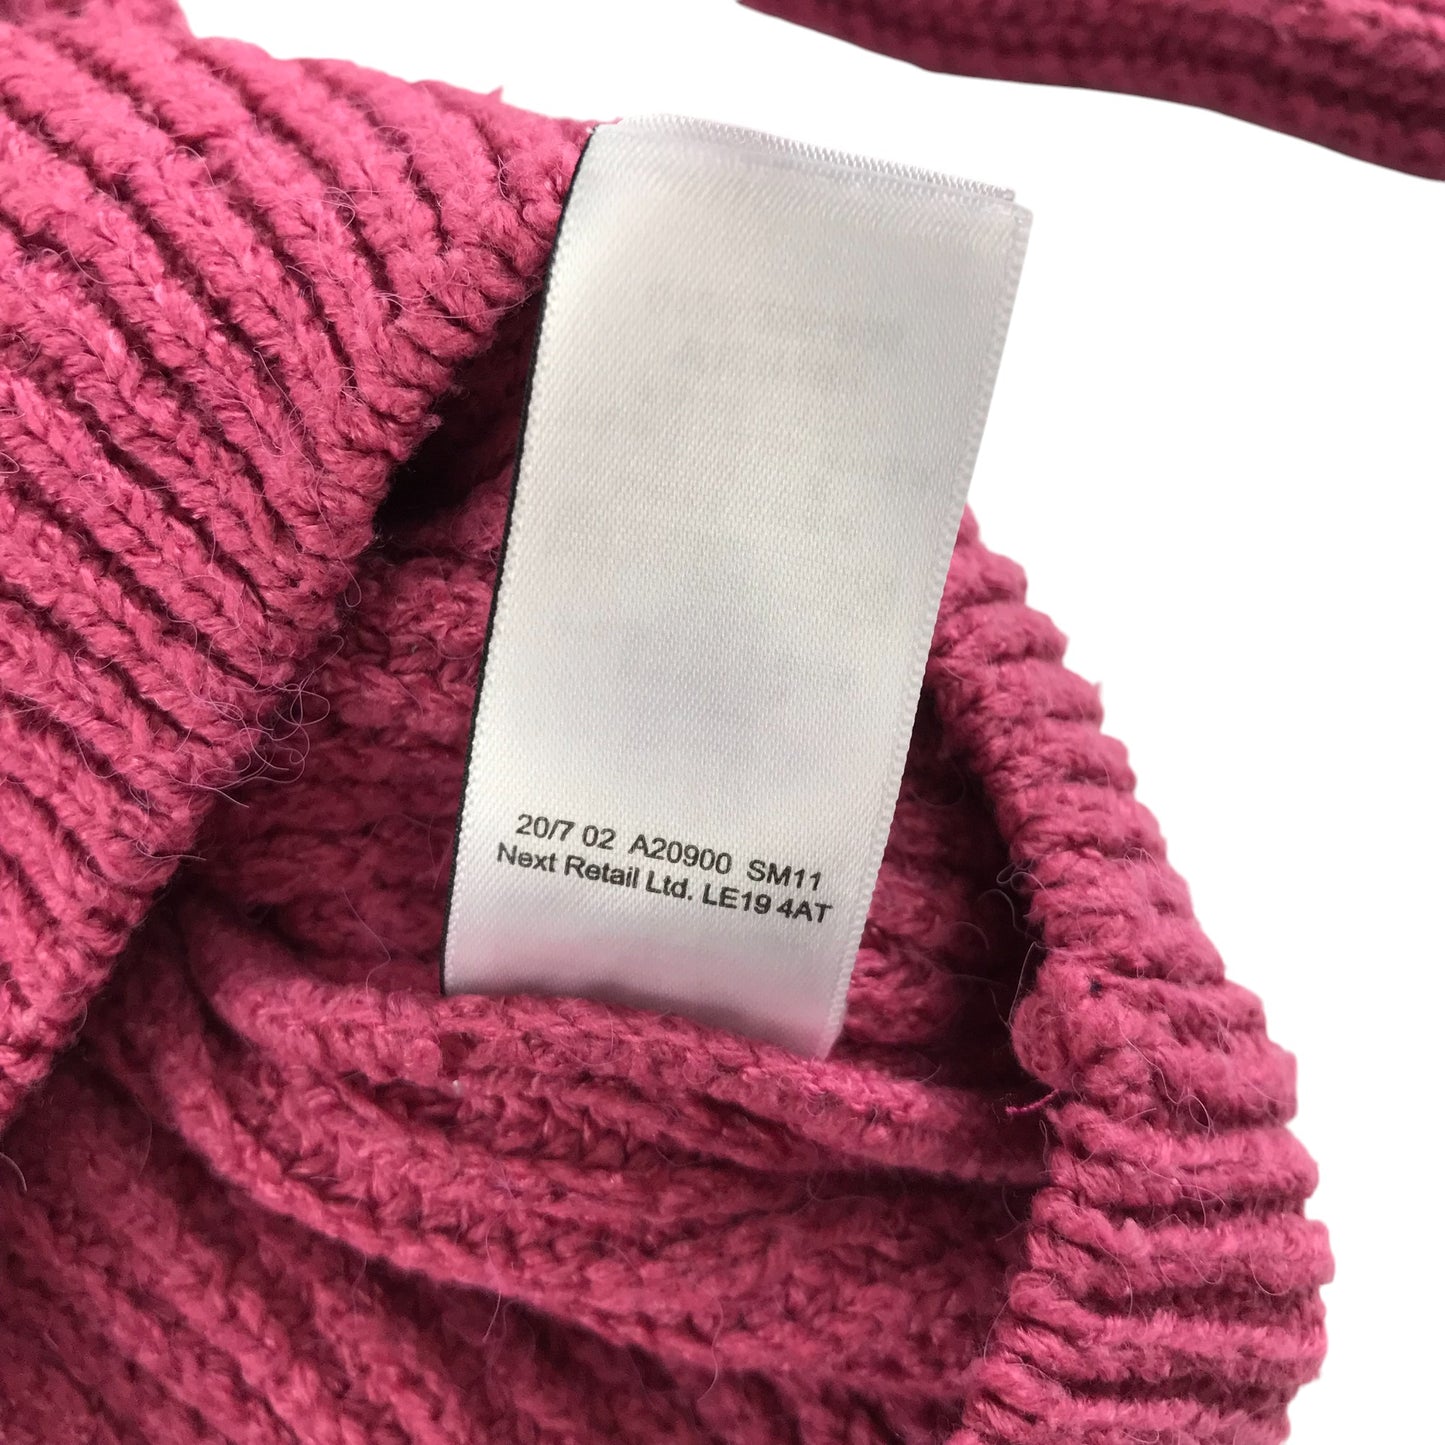 20/7 02 A20900 SM11
Next Retail Ltd. LE19 4AT